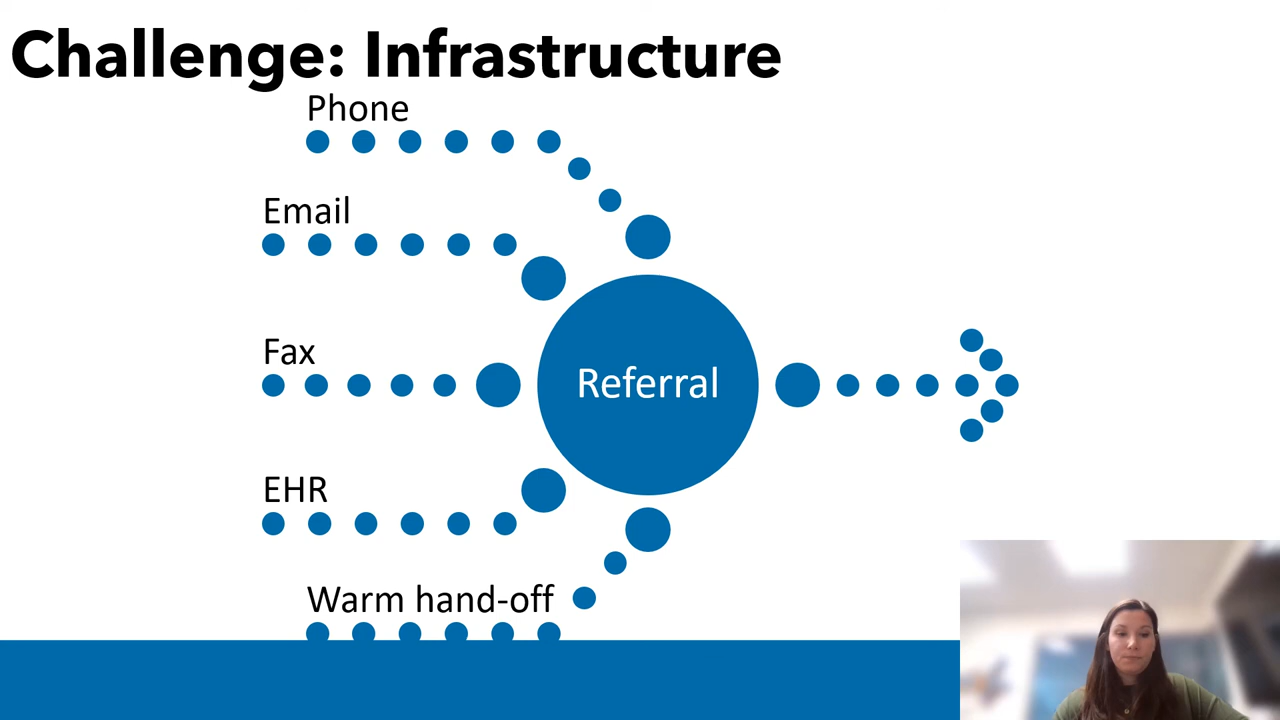 Challenge: Infrastructure
Phone
Email
Fax
Referral
EHR
Warm hand-off